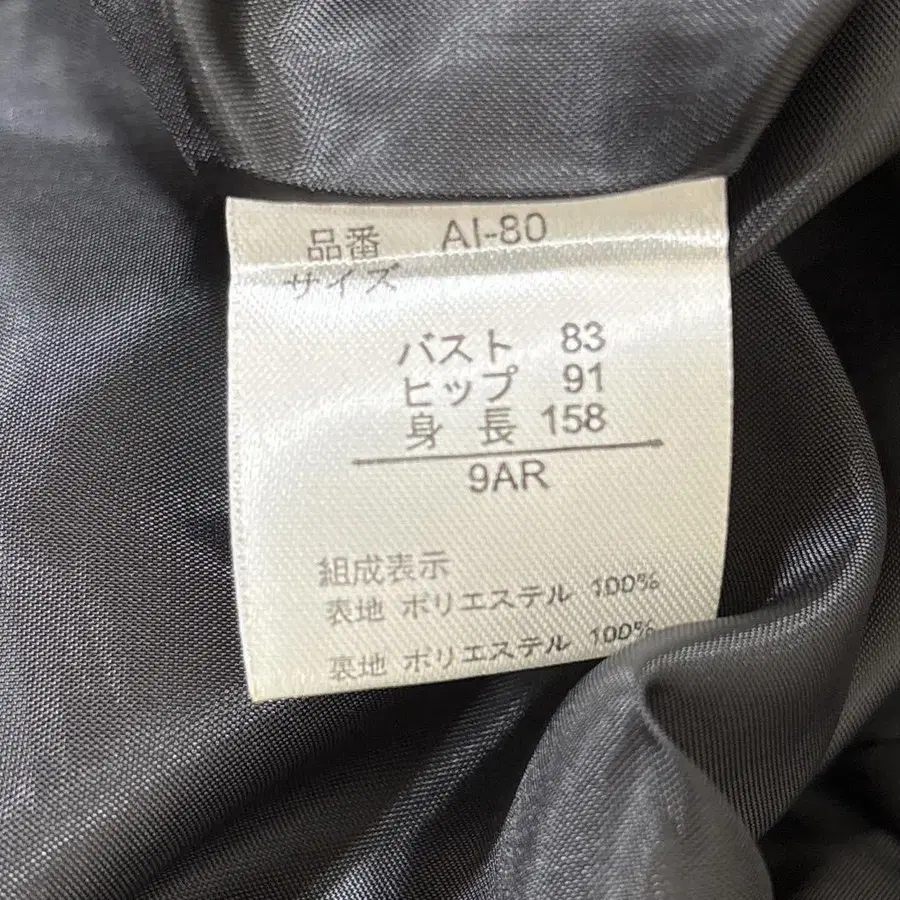 品番 AI-80
サイズ
バスト 83
ヒップ 91
身長 158
9AR
組成表示
表地 ポリエステル 100%
裏地 ポリエステル 100%